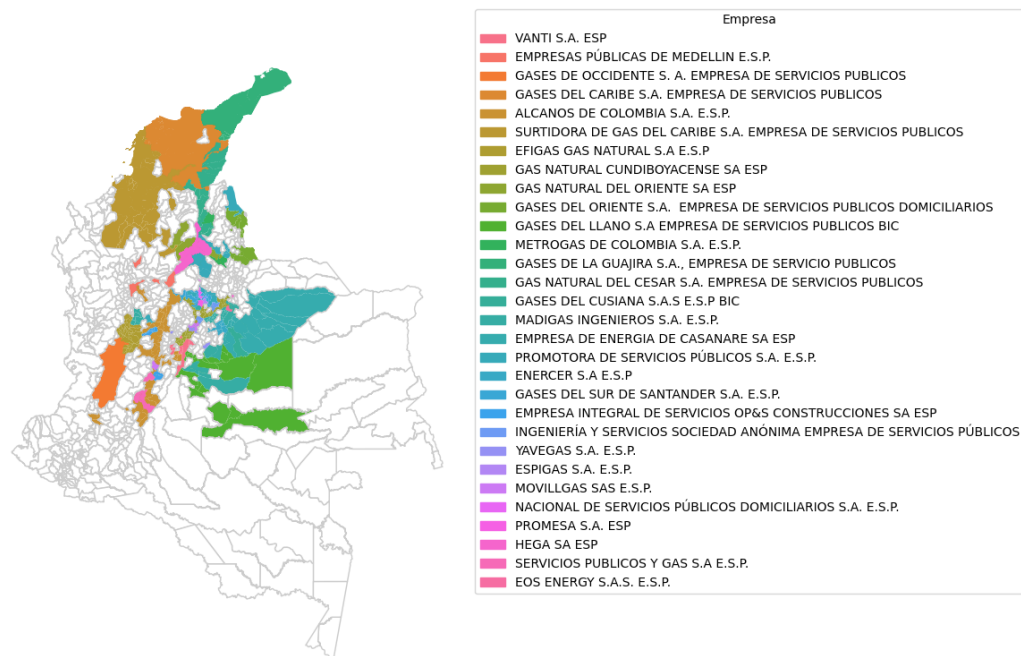 Empresa
VANTI S.A. ESP
EMPRESAS PÚBLICAS DE MEDELLIN E.S.P.
GASES DE OCCIDENTE S. A. EMPRESA DE SERVICIOS PUBLICOS
GASES DEL CARIBE S.A. EMPRESA DE SERVICIOS PUBLICOS
ALCANOS DE COLOMBIA S.A. E.S.P.
SURTIDORA DE GAS DEL CARIBE S.A. EMPRESA DE SERVICIOS PUBLICOS
EFIGAS GAS NATURAL S.A E.S.P
GAS NATURAL CUNDIBOYACENSE SA ESP
GAS NATURAL DEL ORIENTE SA ESP
GASES DEL ORIENTE S.A.  EMPRESA DE SERVICIOS PUBLICOS DOMICILIARIOS
GASES DEL LLANO S.A EMPRESA DE SERVICIOS PUBLICOS BIC
METROGAS DE COLOMBIA S.A. E.S.P.
GASES DE LA GUAJIRA S.A., EMPRESA DE SERVICIO PUBLICOS
GAS NATURAL DEL CESAR S.A. EMPRESA DE SERVICIOS PUBLICOS
GASES DEL CUSIANA S.A.S E.S.P BIC
MADIGAS INGENIEROS S.A. E.S.P.
EMPRESA DE ENERGIA DE CASANARE SA ESP
PROMOTORA DE SERVICIOS PÚBLICOS S.A. E.S.P.
ENERCER S.A E.S.P
GASES DEL SUR DE SANTANDER S.A. E.S.P.
EMPRESA INTEGRAL DE SERVICIOS OP&S CONSTRUCCIONES SA ESP
INGENIERÍA Y SERVICIOS SOCIEDAD ANÓNIMA EMPRESA DE SERVICIOS PÚBLICOS
YAVEGAS S.A. E.S.P.
ESPIGAS S.A. E.S.P.
MOVILLGAS SAS E.S.P.
NACIONAL DE SERVICIOS PÚBLICOS DOMICILIARIOS S.A. E.S.P.
PROMESA S.A. ESP
HEGA SA ESP
SERVICIOS PUBLICOS Y GAS S.A E.S.P.
EOS ENERGY S.A.S. E.S.P.